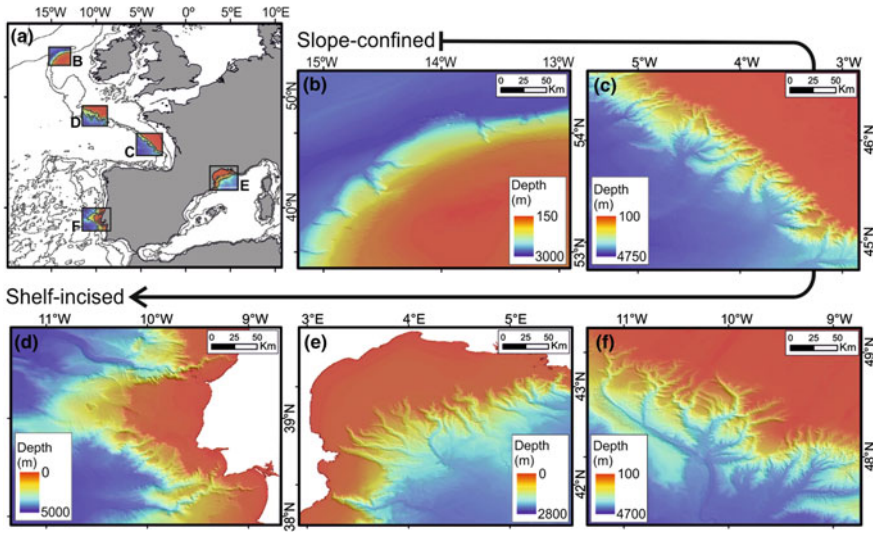 15°W 10°W 5°W 0° 5°E 10°E
(a)
B
D
C
E
F
50°N
40°N
Slope-confined
15°W 14°W 13°W
(b)
0 25 50
Km
Depth
(m)
150
3000
54°N
53°N
5°W 4°W 3°W
(c)
0 25 50
Km
Depth
(m)
100
4750
46°N
45°N
Shelf-incised
11°W 10°W 9°W
(d)
0 25 50
Km
Depth
(m)
0
5000
39°N
38°N
3°E 4°E 5°E
(e)
0 25 50
Km
Depth
(m)
0
2800
43°N
42°N
11°W 10°W 9°W
(f)
0 25 50
Km
Depth
(m)
100
4700
49°N
48°N